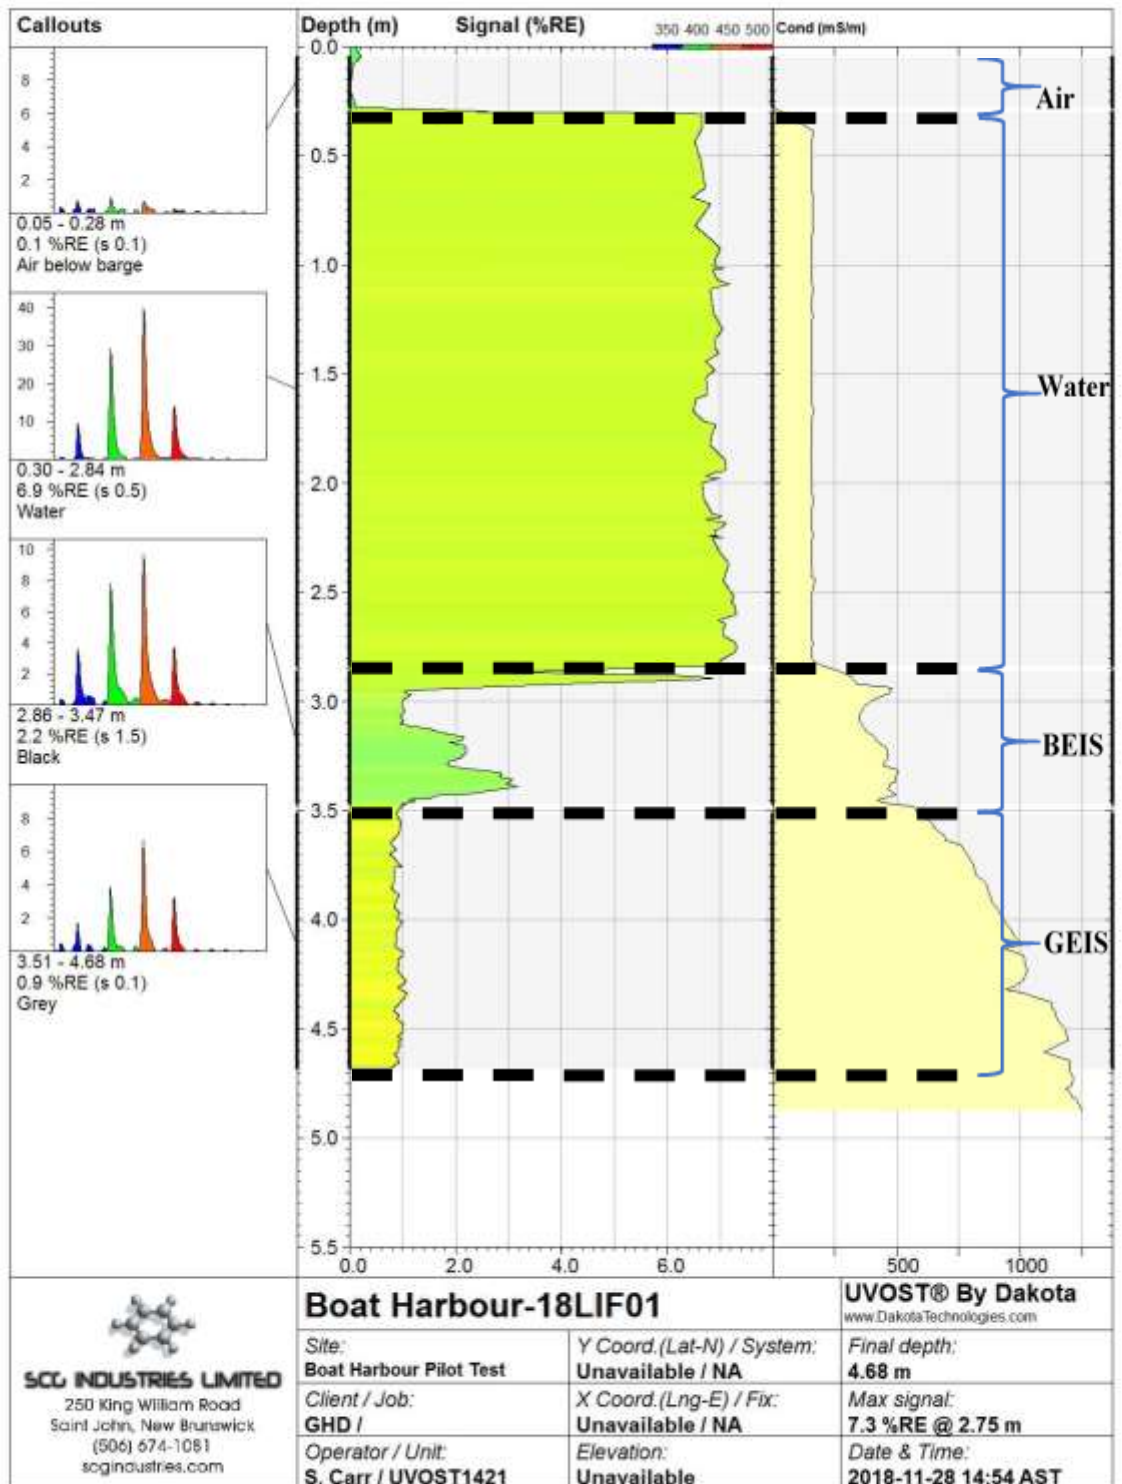 Callouts
Depth (m)
Signal (%RE)
350 400 450 500
Cond (mS/m)
8
6
4
2
0.05 - 0.28 m
0.1 %RE (s 0.1)
Air below barge
40
30
20
10
0.30 - 2.84 m
6.9 %RE (s 0.5)
Water
10
8
6
4
2
2.86 - 3.47 m
2.2 %RE (s 1.5)
Black
8
6
4
2
3.51 - 4.68 m
0.9 %RE (s 0.1)
Grey
0.0
0.5
1.0
1.5
2.0
2.5
3.0
3.5
4.0
4.5
5.0
5.5
0.0 2.0 4.0 6.0
500 1000
Air
Water
BEIS
GEIS
SCG INDUSTRIES LIMITED
250 King William Road
Saint John, New Brunswick
(506) 674-1081
scgindustries.com
Boat Harbour-18LIF01
UVOST® By Dakota
www.DakotaTechnologies.com
Site:
Boat Harbour Pilot Test
Y Coord.(Lat-N) / System:
Unavailable / NA
Final depth:
4.68 m
Client / Job:
GHD /
X Coord.(Lng-E) / Fix:
Unavailable / NA
Max signal:
7.3 %RE @ 2.75 m
Operator / Unit:
S. Carr / UVOST1421
Elevation:
Unavailable
Date & Time:
2018-11-28 14:54 AST